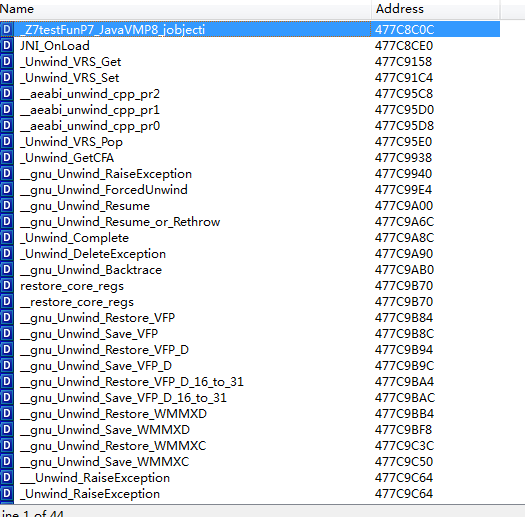 Name Address
D _Z7testFunP7_JavaVMP8_jobjecti 477C8C0C
D JNI_OnLoad 477C8CE0
D _Unwind_VRS_Get 477C9158
D _Unwind_VRS_Set 477C91C4
D __aeabi_unwind_cpp_pr2 477C95C8
D __aeabi_unwind_cpp_pr1 477C95D0
D __aeabi_unwind_cpp_pr0 477C95D8
D _Unwind_VRS_Pop 477C95E0
D _Unwind_GetCFA 477C9938
D __gnu_Unwind_RaiseException 477C9940
D __gnu_Unwind_ForcedUnwind 477C99E4
D __gnu_Unwind_Resume 477C9A00
D __gnu_Unwind_Resume_or_Rethrow 477C9A6C
D _Unwind_Complete 477C9A8C
D _Unwind_DeleteException 477C9A90
D __gnu_Unwind_Backtrace 477C9AB0
D restore_core_regs 477C9B70
D __restore_core_regs 477C9B70
D __gnu_Unwind_Restore_VFP 477C9B84
D __gnu_Unwind_Save_VFP 477C9B8C
D __gnu_Unwind_Restore_VFP_D 477C9B94
D __gnu_Unwind_Save_VFP_D 477C9B9C
D __gnu_Unwind_Restore_VFP_D_16_to_31 477C9BA4
D __gnu_Unwind_Save_VFP_D_16_to_31 477C9BAC
D __gnu_Unwind_Restore_WMMXD 477C9BB4
D __gnu_Unwind_Save_WMMXD 477C9BF8
D __gnu_Unwind_Restore_WMMXC 477C9C3C
D __gnu_Unwind_Save_WMMXC 477C9C50
D ___Unwind_RaiseException 477C9C64
D _Unwind_RaiseException 477C9C64
ine 1 of 44